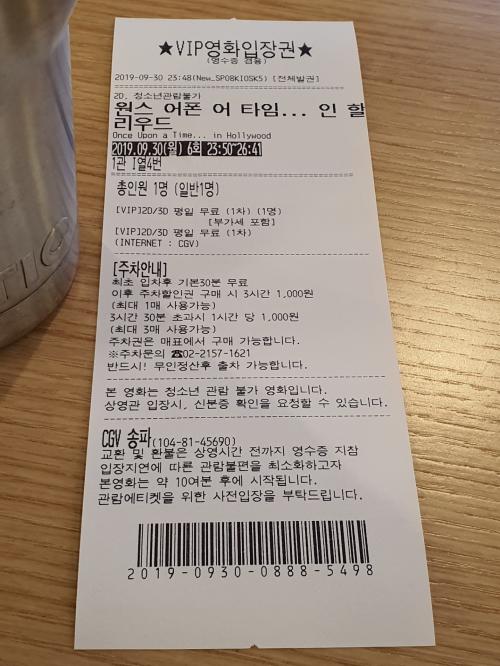 ★VIP영화입장권★
(영수증 겸용)
2019-09-30 23:48(New_SP08KIOSK5) [전체발권]
2D, 청소년관람불가
원스 어폰 어 타임... 인 할
리우드
Once Upon a Time... in Hollywood
2019.09.30(월) 6회 23:50~26:41
1관 I열4번
총인원 1명 (일반1명)
[VIP]2D/3D 평일 무료 (1차) (1명)
[부가세 포함]
[VIP]2D/3D 평일 무료 (1차)
(INTERNET : CGV)
[주차안내]
최초 입차후 기본30분 무료
이후 주차할인권 구매 시 3시간 1,000원
(최대 1매 사용가능)
3시간 30분 초과시 1시간 당 1,000원
(최대 3매 사용가능)
주차권은 매표에서 구매 가능합니다.
※주차문의 ☎02-2157-1621
반드시! 무인정산후 출차 가능합니다.
본 영화는 청소년 관람 불가 영화입니다.
상영관 입장시, 신분증 확인을 요청할 수 있습니다.
CGV 송파(104-81-45690)
교환 및 환불은 상영시간 전까지 영수증 지참
입장지연에 따른 관람불편을 최소화하고자
본영화는 약 10여분 후에 시작됩니다.
관람에티켓을 위한 사전입장을 부탁드립니다.
2019-0930-0888-5498